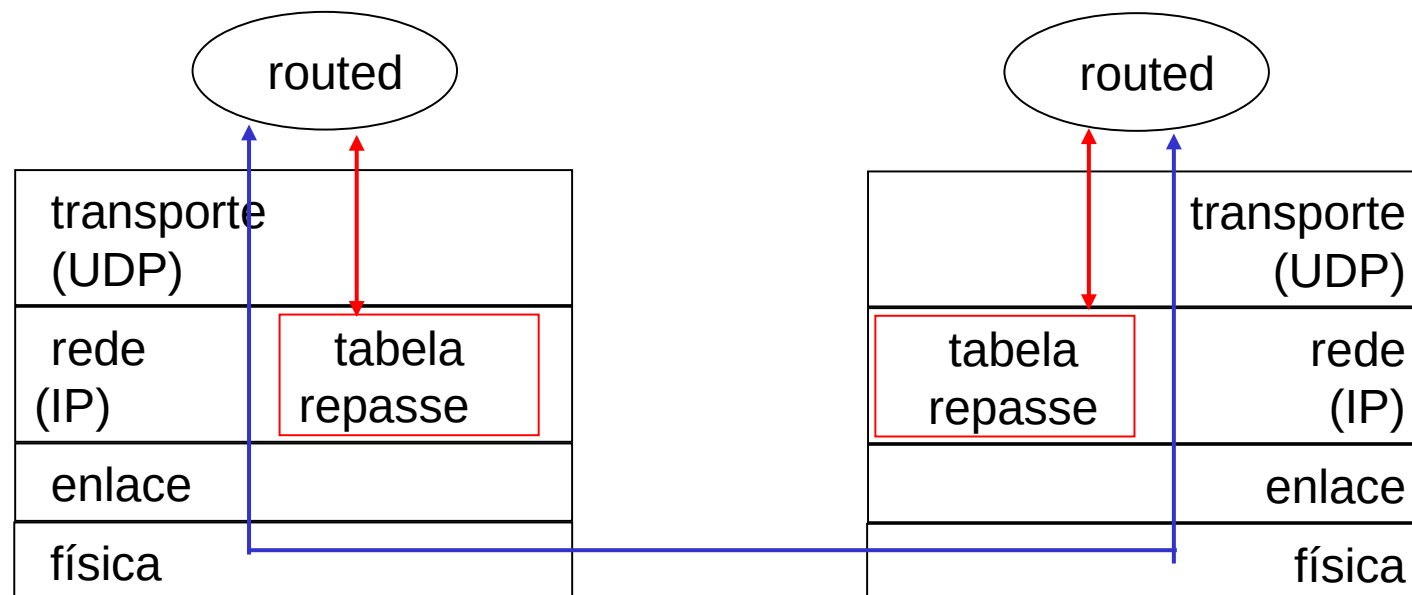 routed
routed
transporte
(UDP)
transporte
(UDP)
rede
(IP)
tabela
repasse
tabela
repasse
rede
(IP)
enlace
enlace
física
física